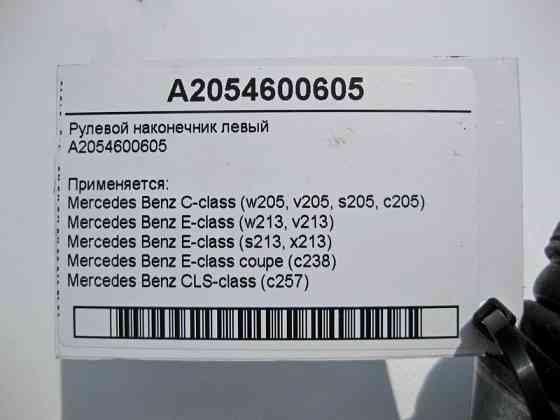 A2054600605
Рулевой наконечник левый
A2054600605
Применяется:
Mercedes Benz C-class (w205, v205, s205, c205)
Mercedes Benz E-class (w213, v213)
Mercedes Benz E-class (s213, x213)
Mercedes Benz E-class coupe (c238)
Mercedes Benz CLS-class (c257)